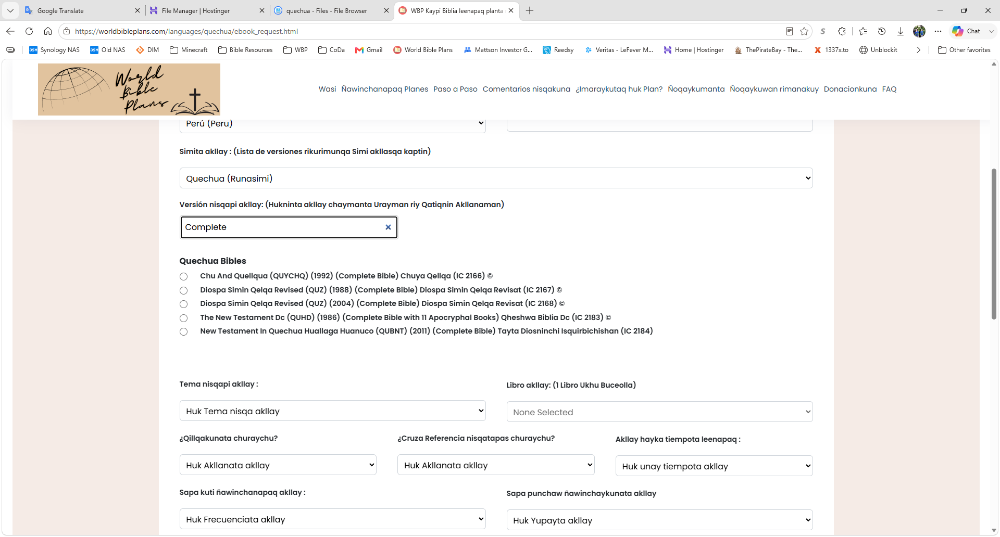 Google Translate
File Manager | Hostinger
quechua - Files - File Browser
WBP Kaypi Biblia leenapaq planta
https://worldbibleplans.com/languages/quechua/ebook_request.html
Chat
Synology NAS
Old NAS
DIM
Minecraft
Bible Resources
WBP
CoDa
Gmail
World Bible Plans
Mattson Investor G...
Reedsy
Veritas - LeFever M...
Home | Hostinger
ThePirateBay - The...
1337x.to
Unblockit
Other favorites
World
Bible
Plans
Wasi Ñawinchanapaq Planes Paso a Paso Comentarios nisqakuna ¿Imaraykutaq huk Plan? Ñoqaykumanta Ñoqaykuwan rimanakuy Donacionkuna FAQ
Perú (Peru)
Simita akllay : (Lista de versiones rikurimunqa Simi akllasqa kaptin)
Quechua (Runasimi)
Versión nisqapi akllay: (Hukninta akllay chaymanta Urayman riy Qatiqnin Akllanaman)
Complete
Quechua Bibles
Chu And Quellqua (QUYCHQ) (1992) (Complete Bible) Chuya Qellqa (IC 2166) ©
Diospa Simin Qelqa Revised (QUZ) (1988) (Complete Bible) Diospa Simin Qelqa Revisat (IC 2167) ©
Diospa Simin Qelqa Revised (QUZ) (2004) (Complete Bible) Diospa Simin Qelqa Revisat (IC 2168) ©
The New Testament Dc (QUHD) (1986) (Complete Bible with 11 Apocryphal Books) Qheshwa Biblia Dc (IC 2183) ©
New Testament In Quechua Huallaga Huanuco (QUBNT) (2011) (Complete Bible) Tayta Diosninchi Isquirbichishan (IC 2184)
Tema nisqapi akllay :
Libro akllay: (1 Libro Ukhu Buceolla)
Huk Tema nisqa akllay
None Selected
¿Qillqakunata churaychu?
¿Cruza Referencia nisqatapas churaychu?
Akllay hayka tiempota leenapaq :
Huk Akllanata akllay
Huk Akllanata akllay
Huk unay tiempota akllay
Sapa kuti ñawinchanapaq akllay :
Sapa punchaw ñawinchaykunata akllay
Huk Frecuenciata akllay
Huk Yupayta akllay